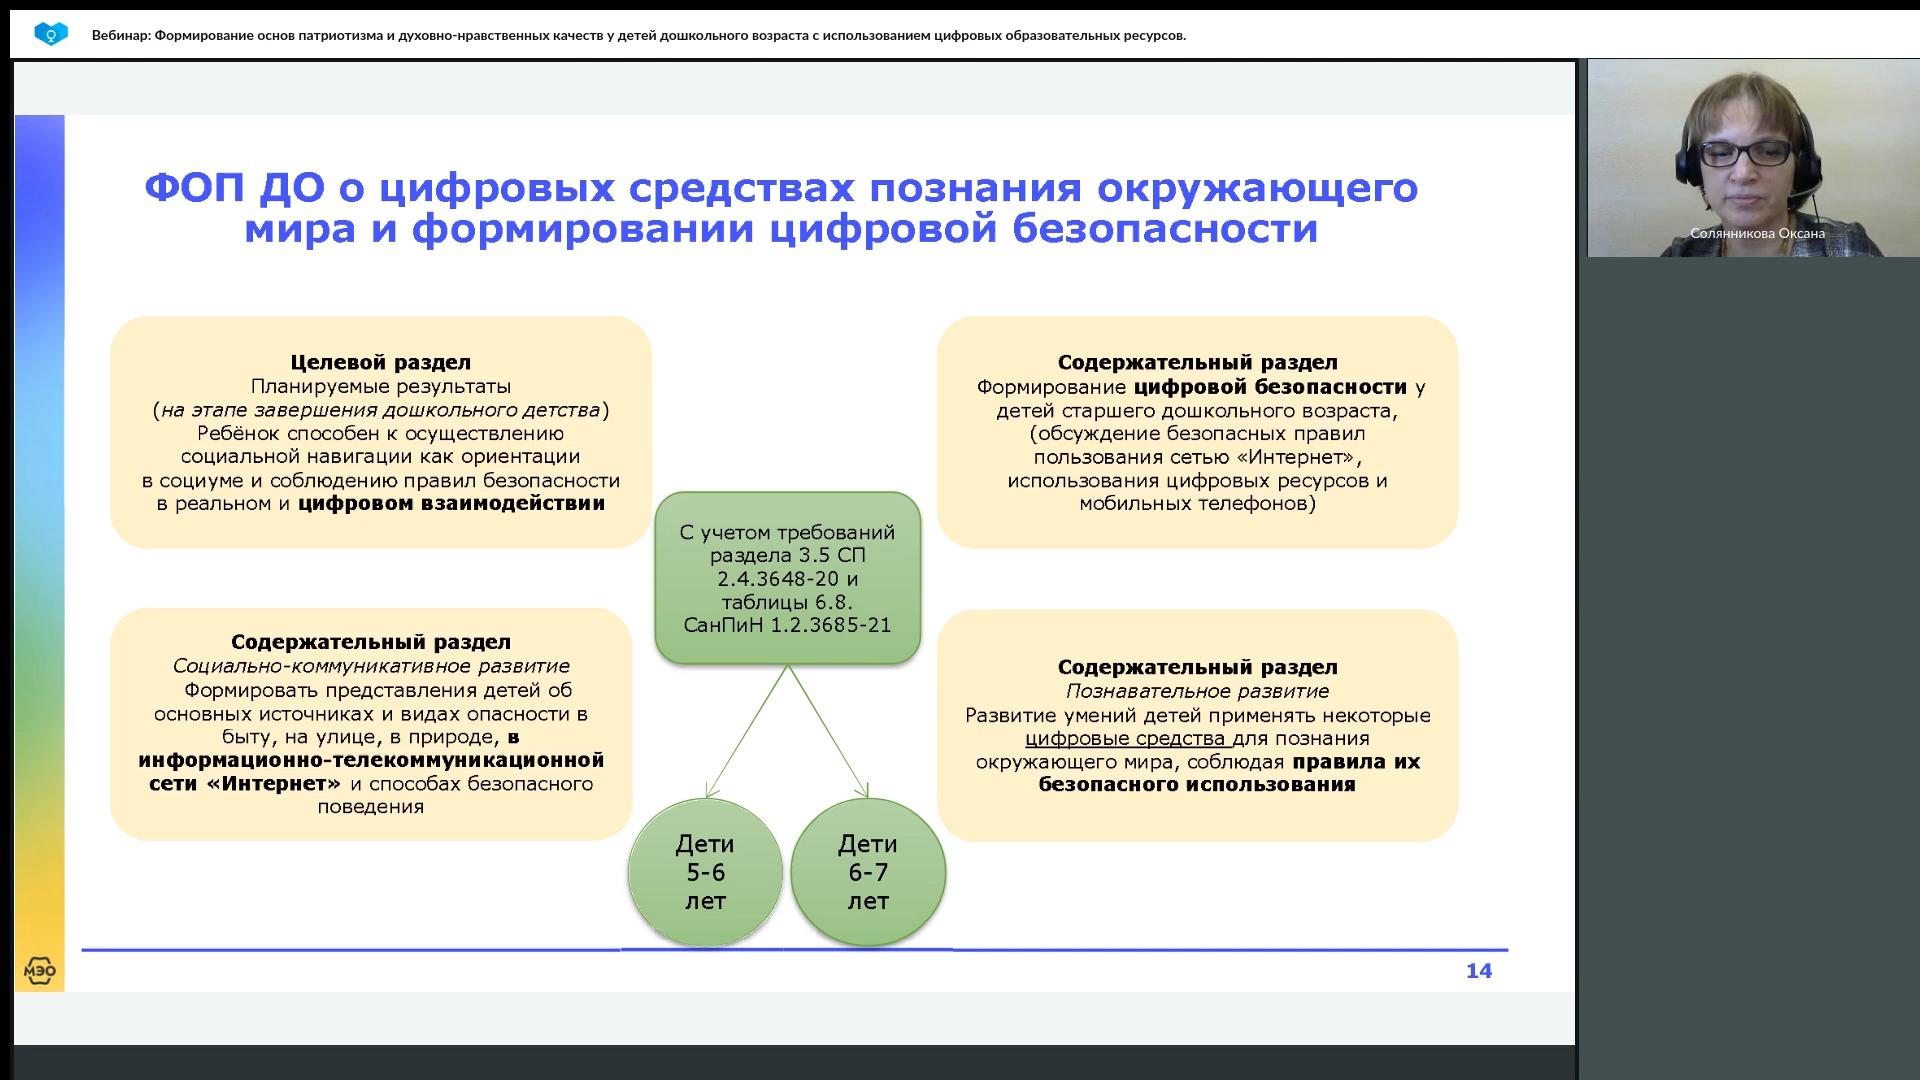 Вебинар: Формирование основ патриотизма и духовно-нравственных качеств у детей дошкольного возраста с использованием цифровых образовательных ресурсов.
Солянникова Оксана
ФОП ДО о цифровых средствах познания окружающего
мира и формировании цифровой безопасности
Целевой раздел
Планируемые результаты
(на этапе завершения дошкольного детства)
Ребёнок способен к осуществлению
социальной навигации как ориентации
в социуме и соблюдению правил безопасности
в реальном и цифровом взаимодействии
Содержательный раздел
Формирование цифровой безопасности у
детей старшего дошкольного возраста,
(обсуждение безопасных правил
пользования сетью «Интернет»,
использования цифровых ресурсов и
мобильных телефонов)
С учетом требований
раздела 3.5 СП
2.4.3648-20 и
таблицы 6.8.
СанПиН 1.2.3685-21
Содержательный раздел
Социально-коммуникативное развитие
Формировать представления детей об
основных источниках и видах опасности в
быту, на улице, в природе, в
информационно-телекоммуникационной
сети «Интернет» и способах безопасного
поведения
Содержательный раздел
Познавательное развитие
Развитие умений детей применять некоторые
цифровые средства для познания
окружающего мира, соблюдая правила их
безопасного использования
Дети
5-6
лет
Дети
6-7
лет
МЭО
14